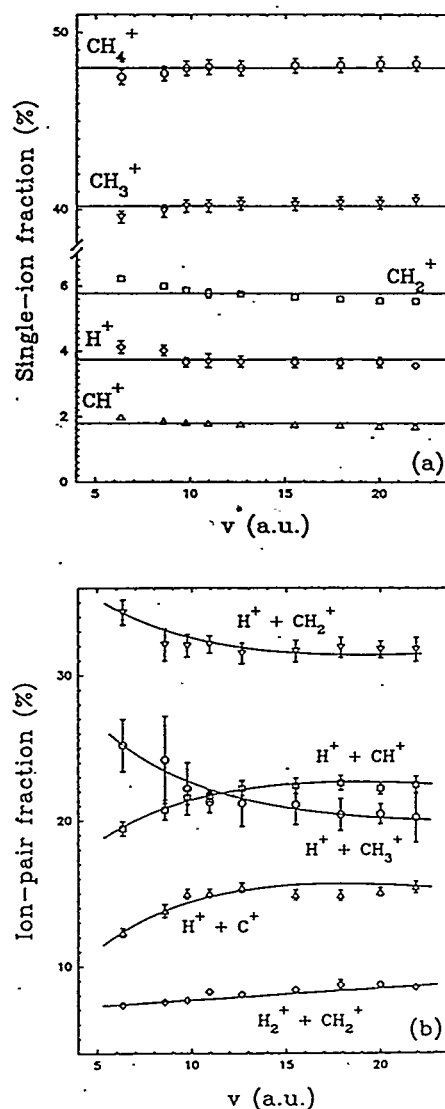 50
CH4+
CH3+
40
6
CH2+
H+
4
CH+
2
(a)
0
5 10 15 20
v (a.u.)
Single-ion fraction (%)
H+ + CH2+
30
H+ + CH+
20
H+ + CH3+
H+ + C+
10
H2+ + CH2+
(b)
5 10 15 20
v (a.u.)
Ion-pair fraction (%)